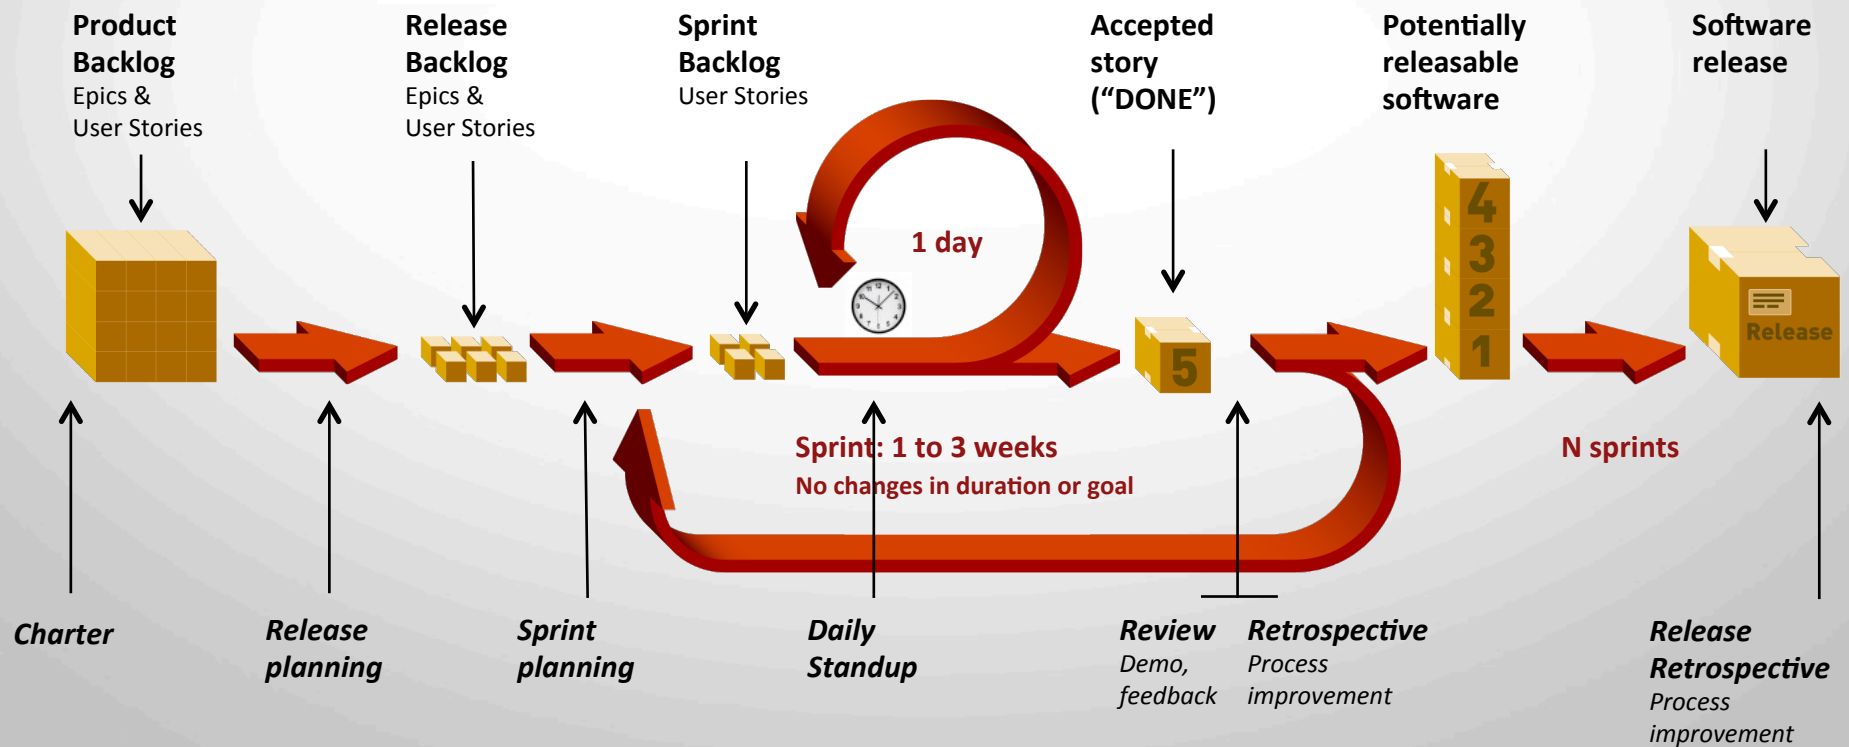 Product
Backlog
Epics &
User Stories
Release
Backlog
Epics &
User Stories
Sprint
Backlog
User Stories
Accepted
story
(“DONE”)
Potentially
releasable
software
Software
release
1 day
5
4
3
2
1
Release
Sprint: 1 to 3 weeks
No changes in duration or goal
N sprints
Charter
Release
planning
Sprint
planning
Daily
Standup
Review
Demo,
feedback
Retrospective
Process
improvement
Release
Retrospective
Process
improvement